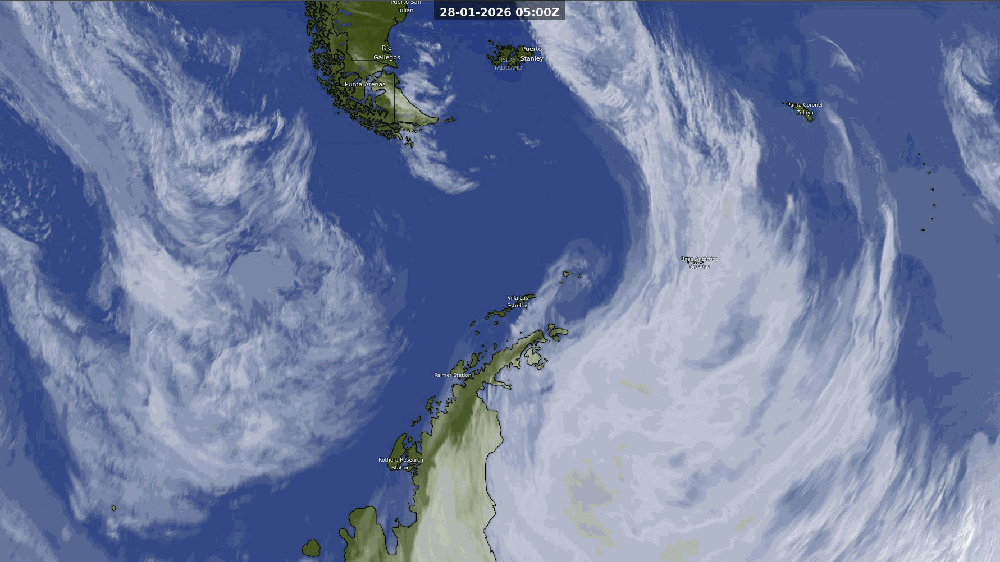 Puerto San
Julián
28-01-2026 05:00Z
Río
Gallegos
Puerto
Stanley
ISLAS
FALKLAND
Punta Arenas
Punta Coronel
Zelaya
Base Antartica
Orcadas
Villa Las
Estrellas
Palmer Station
Rothera Research
Station